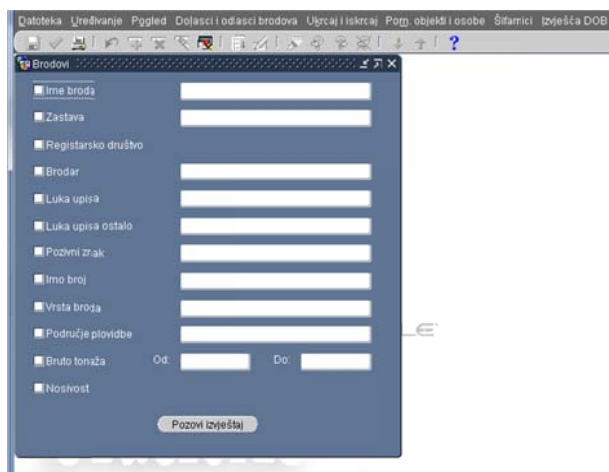 Datoteka Uređivanje Pogled Dolasci i odlasci brodova Ukrcaj i iskrcaj Pom. objekti i osobe Šifarnici Izvješća DOB
?
Brodovi
Ime broda
Zastava
Registarsko društvo
Brodar
Luka upisa
Luka upisa ostalo
Pozivni znak
Imo broj
Vrsta broda
Područje plovidbe
Bruto tonaža Od: Do:
Nosivost
Pozovi izvještaj